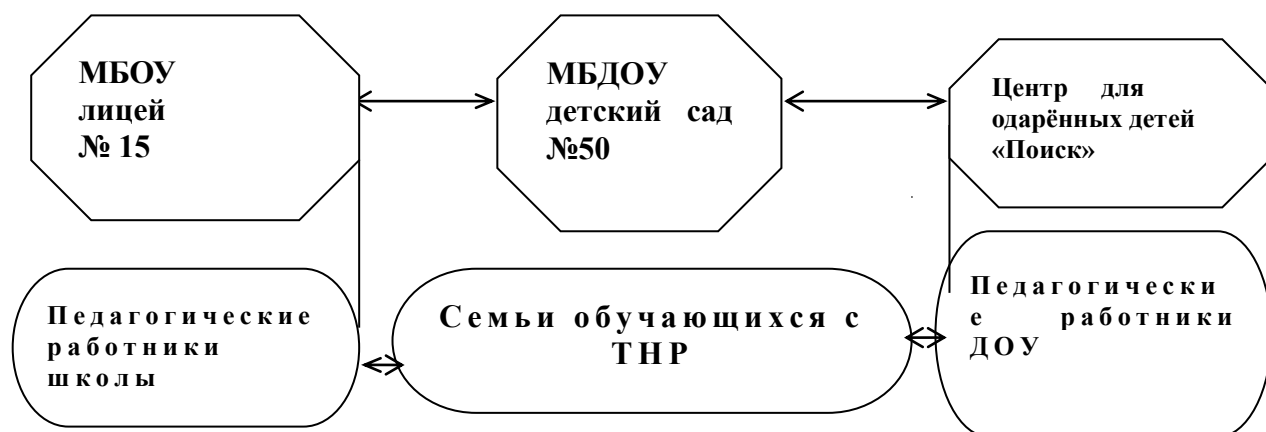 МБОУ
лицей
№ 15
МБДОУ
детский сад
№50
Центр для
одарённых детей
«Поиск»
Педагогические
работники
школы
Семьи обучающихся с
ТНР
Педагогически
е работники
ДОУ